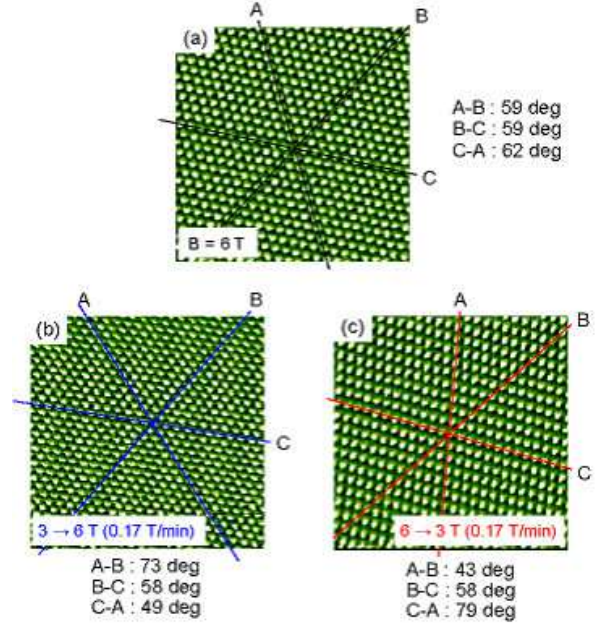 A
B
(a)
A-B : 59 deg
B-C : 59 deg
C-A : 62 deg
C
B = 6 T
A
B
(b)
C
3 → 6 T (0.17 T/min)
A-B : 73 deg
B-C : 58 deg
C-A : 49 deg
A
B
(c)
C
6 → 3 T (0.17 T/min)
A-B : 43 deg
B-C : 58 deg
C-A : 79 deg